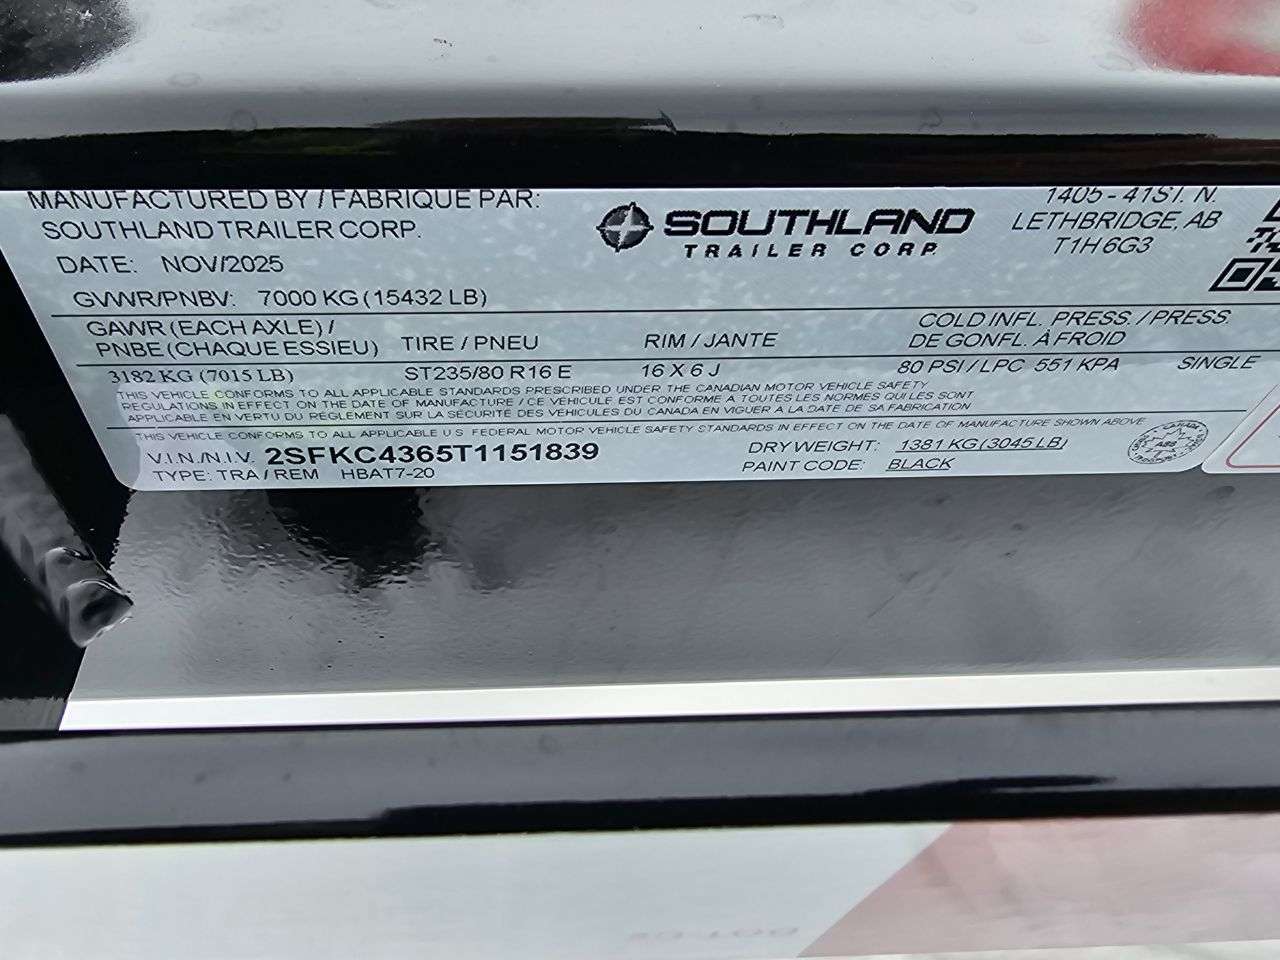 MANUFACTURED BY / FABRIQUE PAR:
SOUTHLAND TRAILER CORP.
DATE: NOV/2025
GVWR/PNBV: 7000 KG (15432 LB)
SOUTHLAND
TRAILER CORP.
1405 - 41ST. N.
LETHBRIDGE, AB
T1H 6G3
GAWR (EACH AXLE) /
PNBE (CHAQUE ESSIEU) TIRE / PNEU RIM / JANTE
COLD INFL. PRESS. / PRESS.
DE GONFL. À FROID
3182 KG (7015 LB) ST235/80 R16 E 16 X 6 J 80 PSI / LPC 551 KPA SINGLE
THIS VEHICLE CONFORMS TO ALL APPLICABLE STANDARDS PRESCRIBED UNDER THE CANADIAN MOTOR VEHICLE SAFETY
REGULATIONS IN EFFECT ON THE DATE OF MANUFACTURE / CE VEHICULE EST CONFORME A TOUTES LES NORMES QUI LES SONT
APPLICABLE EN VERTU DU REGLEMENT SUR LA SÉCURITE DES VÉHICULES DU CANADA EN VIGUER A LA DATE DE SA FABRICATION
THIS VEHICLE CONFORMS TO ALL APPLICABLE U.S. FEDERAL MOTOR VEHICLE SAFETY STANDARDS IN EFFECT ON THE DATE OF MANUFACTURE SHOWN ABOVE
V.I.N./N.I.V. 2SFKC4365T1151839 DRY WEIGHT: 1381 KG (3045 LB)
TYPE: TRA / REM HBAT7-20 PAINT CODE: BLACK